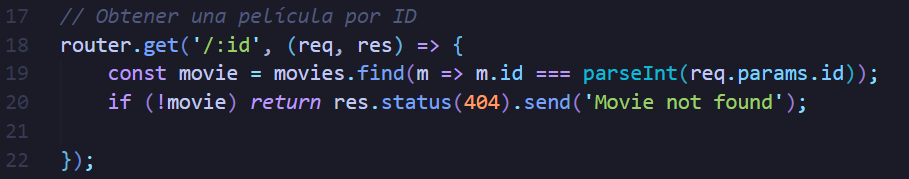 17 // Obtener una película por ID
18 router.get('/:id', (req, res) => {
19     const movie = movies.find(m => m.id === parseInt(req.params.id));
20     if (!movie) return res.status(404).send('Movie not found');
21
22 });